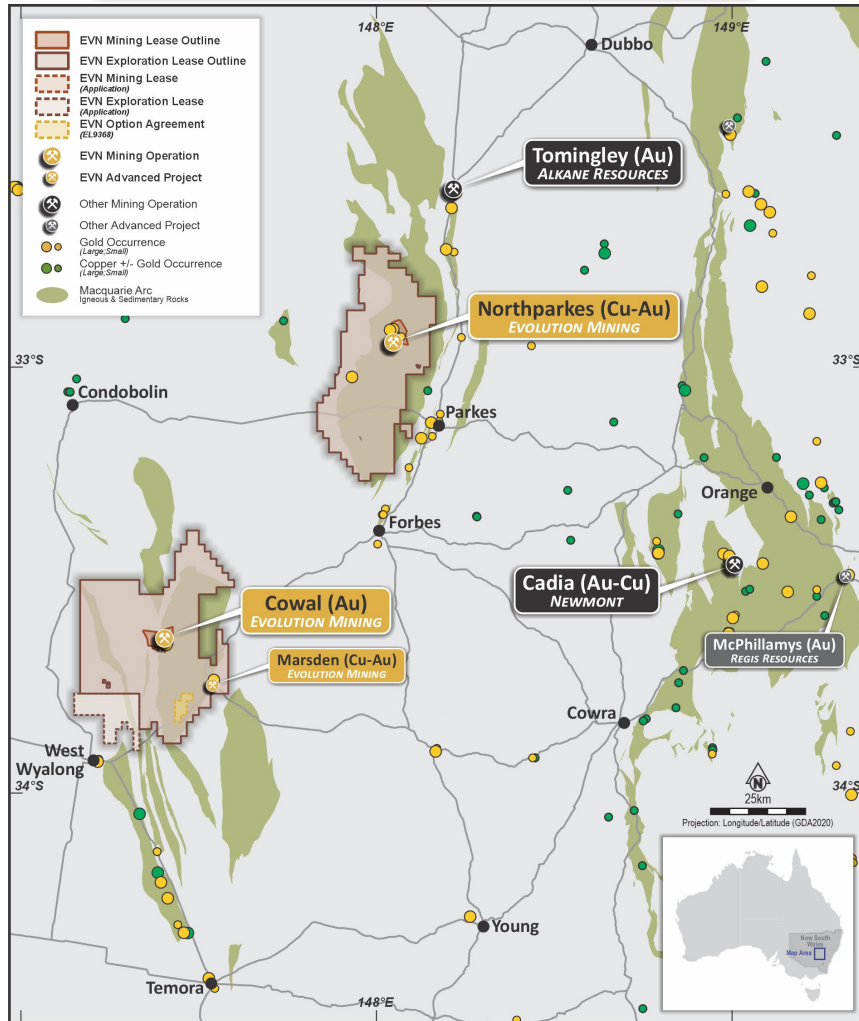 148°E
149°E
Dubbo
EVN Mining Lease Outline
EVN Exploration Lease Outline
EVN Mining Lease
(Application)
EVN Exploration Lease
(Application)
EVN Option Agreement
(EL9368)
EVN Mining Operation
EVN Advanced Project
Other Mining Operation
Other Advanced Project
Gold Occurrence
(Large;Small)
Copper +/- Gold Occurrence
(Large;Small)
Macquarie Arc
Igneous & Sedimentary Rocks
Tomingley (Au)
ALKANE RESOURCES
Northparkes (Cu-Au)
EVOLUTION MINING
33°S
33°S
Condobolin
Parkes
Orange
Forbes
Cadia (Au-Cu)
NEWMONT
Cowal (Au)
EVOLUTION MINING
McPhillamys (Au)
REGIS RESOURCES
Marsden (Cu-Au)
EVOLUTION MINING
Cowra
West
Wyalong
34°S
34°S
N
25km
Projection: Longitude/Latitude (GDA2020)
Young
New South
Wales
Map Area
Temora
148°E